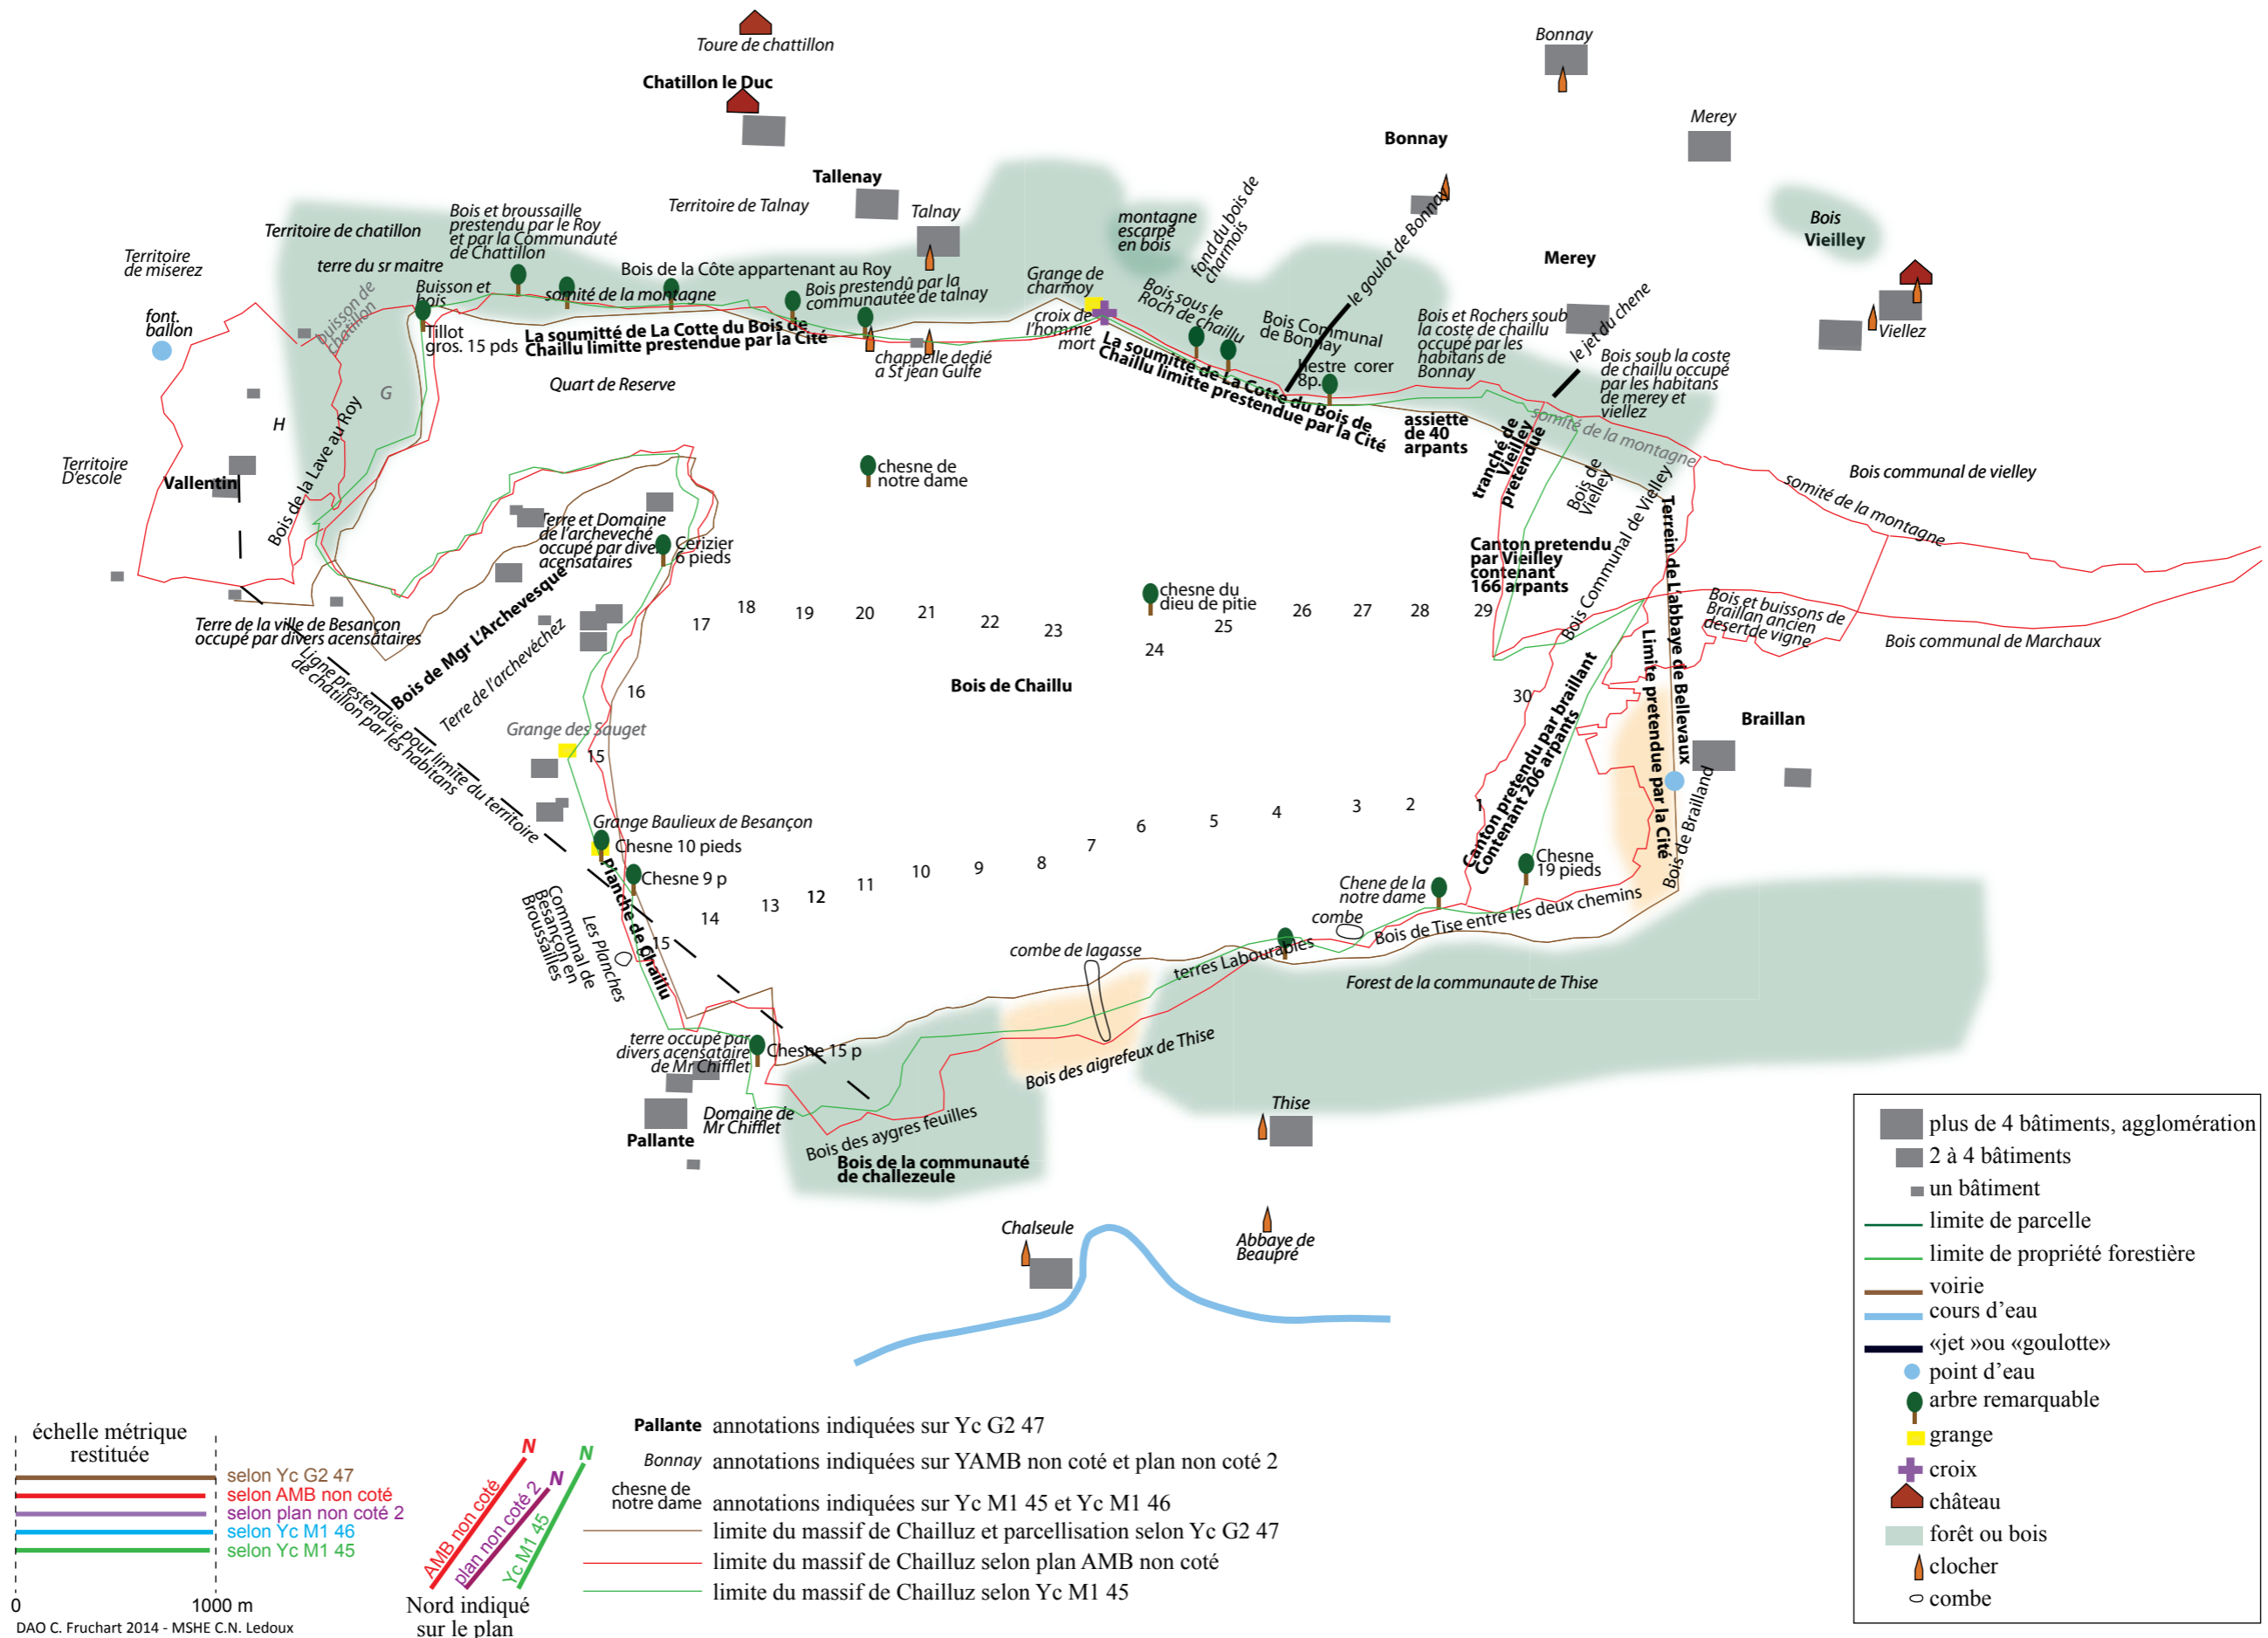 Toure de chattillon
Chatillon le Duc
Bonnay
Merey
Bonnay
Tallenay
Territoire de Talnay
Talnay
Bois et broussaille
prestendu par le Roy
et par la Communauté
de Chattillon
Territoire de chatillon
Territoire
de miserez
terre du sr maitre
Buisson et
bois
buisson de
chatillon
font.
ballon
Tillot
gros. 15 pds
somité de la montagne
Bois de la Côte appartenant au Roy
Bois prestendû par la
communautée de talnay
La soumitté de La Cotte du Bois de
Chaillu limitte prestendue par la Cité
chappelle dedié
a St jean Gulfe
Quart de Reserve
Grange de
charmoy
croix de
l'homme
mort
montagne
escarpé
en bois
fond du bois de
charmois
Bois sous le
Roch de chaillu
le goulot de Bonnay
Bois Communal
de Bonnay
hestre corer
8p.
La soumitté de La Cotte du Bois de
Chaillu limitte prestendue par la Cité
Bois et Rochers soub
la coste de chaillu
occupé par les
habitans de
Bonnay
assiette
de 40
arpants
Merey
le jet du chene
Bois soub la coste
de chaillu occupé
par les habitans
de merey et
viellez
Bois
Vieilley
Viellez
somité de la montagne
tranché de
Vieilley
pretendue
Bois de
Vielley
Bois Communal de Vielley
Terrein de L'abbaye de Bellevaux
Bois communal de vielley
somité de la montagne
Canton pretendu
par Vieilley
contenant
166 arpants
Bois et buissons de
Braillan ancien
desert de vigne
Bois communal de Marchaux
Limite pretendue par la Cité
Braillan
Bois de Brailland
Canton pretendu par braillant
Contenant 206 arpants
H
G
Territoire
D'escole
Vallentin
Bois de la Lave au Roy
Terre et Domaine
de l'archeveché
occupé par divers
acensataires
Cerizier
6 pieds
chesne de
notre dame
chesne du
dieu de pitie
Terre de la ville de Besançon
occupé par divers acensataires
Ligne prestendüe pour limite du territoire
de chatillon par les habitans
Bois de Mgr L'Archevesque
Terre de l'archevéchez
Grange des Sauget
17
18
19
20
21
22
23
24
25
26
27
28
29
30
16
15
Bois de Chaillu
Grange Baulieux de Besançon
Chesne 10 pieds
Chesne 9 p
Planche de Chaillu
Les Planches
Communal de
Besançon en
Broussailles
15
14
13
12
11
10
9
8
7
6
5
4
3
2
1
Chesne
19 pieds
Chene de la
notre dame
combe
Bois de Tise entre les deux chemins
terres Labourables
combe de lagasse
Forest de la communaute de Thise
Bois des aigrefeux de Thise
terre occupé par
divers acensataire
de Mr Chifflet
Chesne 15 p
Domaine de
Mr Chifflet
Pallante
Bois des aygres feuilles
Bois de la communauté
de challezeule
Thise
Chalseule
Abbaye de
Beaupré
plus de 4 bâtiments, agglomération
2 à 4 bâtiments
un bâtiment
limite de parcelle
limite de propriété forestière
voirie
cours d'eau
«jet »ou «goulotte»
point d'eau
arbre remarquable
grange
croix
château
forêt ou bois
clocher
combe
échelle métrique
restituée
selon Yc G2 47
selon AMB non coté
selon plan non coté 2
selon Yc M1 46
selon Yc M1 45
0 1000 m
DAO C. Fruchart 2014 - MSHE C.N. Ledoux
N
N
N
AMB non coté
plan non coté 2
Yc M1 45
Nord indiqué
sur le plan
Pallante annotations indiquées sur Yc G2 47
Bonnay annotations indiquées sur YAMB non coté et plan non coté 2
chesne de
notre dame annotations indiquées sur Yc M1 45 et Yc M1 46
limite du massif de Chailluz et parcellisation selon Yc G2 47
limite du massif de Chailluz selon plan AMB non coté
limite du massif de Chailluz selon Yc M1 45